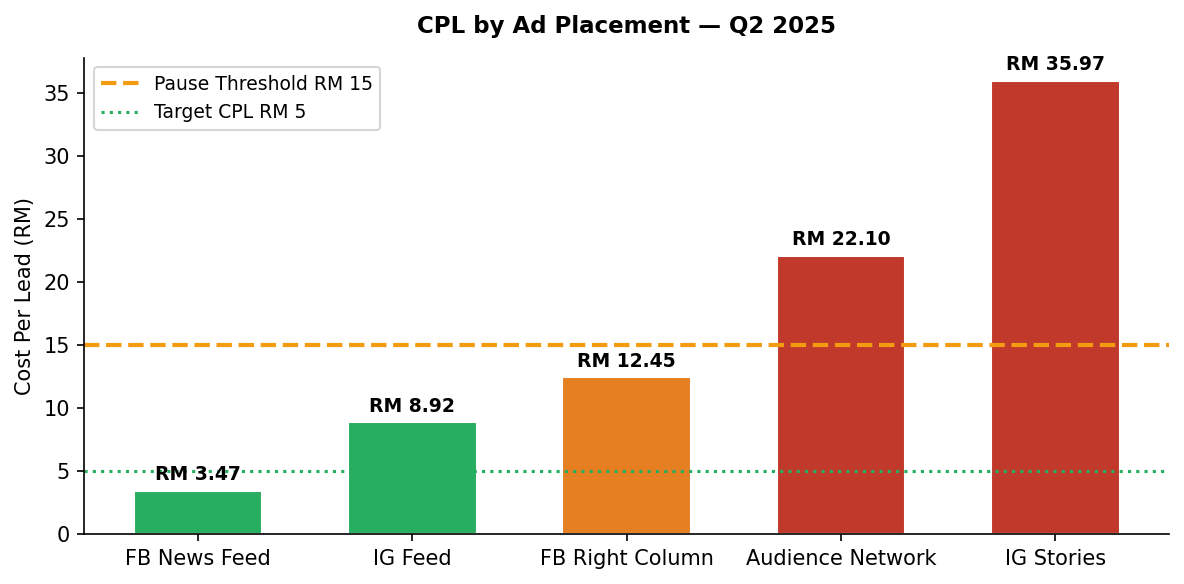 CPL by Ad Placement — Q2 2025
Pause Threshold RM 15
Target CPL RM 5
Cost Per Lead (RM)
35
30
25
20
15
10
5
0
RM 3.47
RM 8.92
RM 12.45
RM 22.10
RM 35.97
FB News Feed
IG Feed
FB Right Column
Audience Network
IG Stories